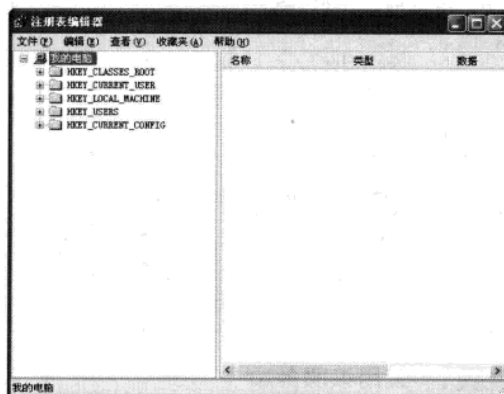 注册表编辑器
文件(F) 编辑(E) 查看(V) 收藏夹(A) 帮助(H)
我的电脑
HKEY_CLASSES_ROOT
HKEY_CURRENT_USER
HKEY_LOCAL_MACHINE
HKEY_USERS
HKEY_CURRENT_CONFIG
名称 类型 数据
我的电脑